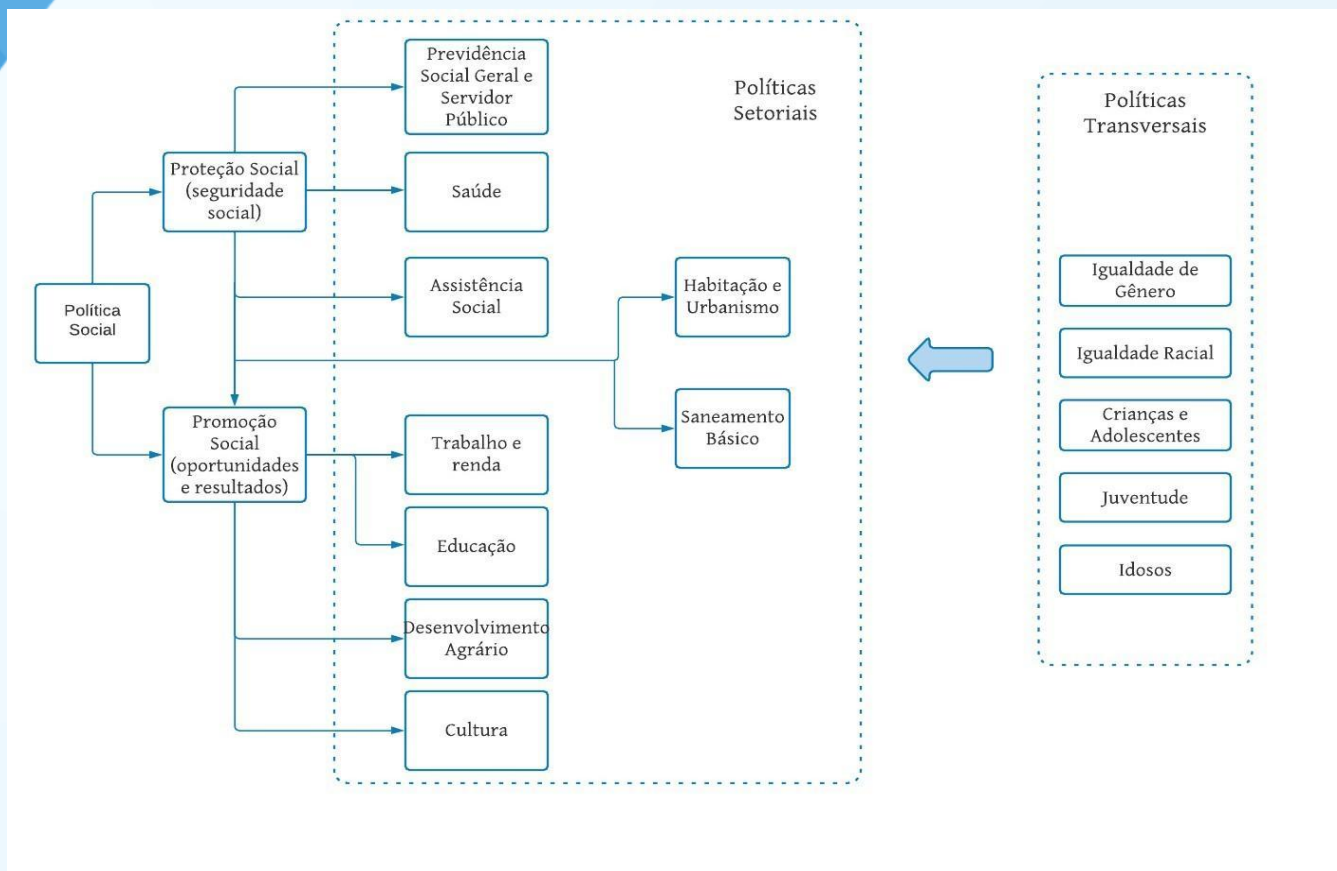 Previdência
Social Geral e
Servidor
Público
Políticas
Setoriais
Políticas
Transversais
Proteção Social
(seguridade
social)
Saúde
Política
Social
Assistência
Social
Habitação e
Urbanismo
Igualdade de
Gênero
Igualdade Racial
Promoção
Social
(oportunidades
e resultados)
Trabalho e
renda
Saneamento
Básico
Crianças e
Adolescentes
Juventude
Educação
Idosos
Desenvolvimento
Agrário
Cultura